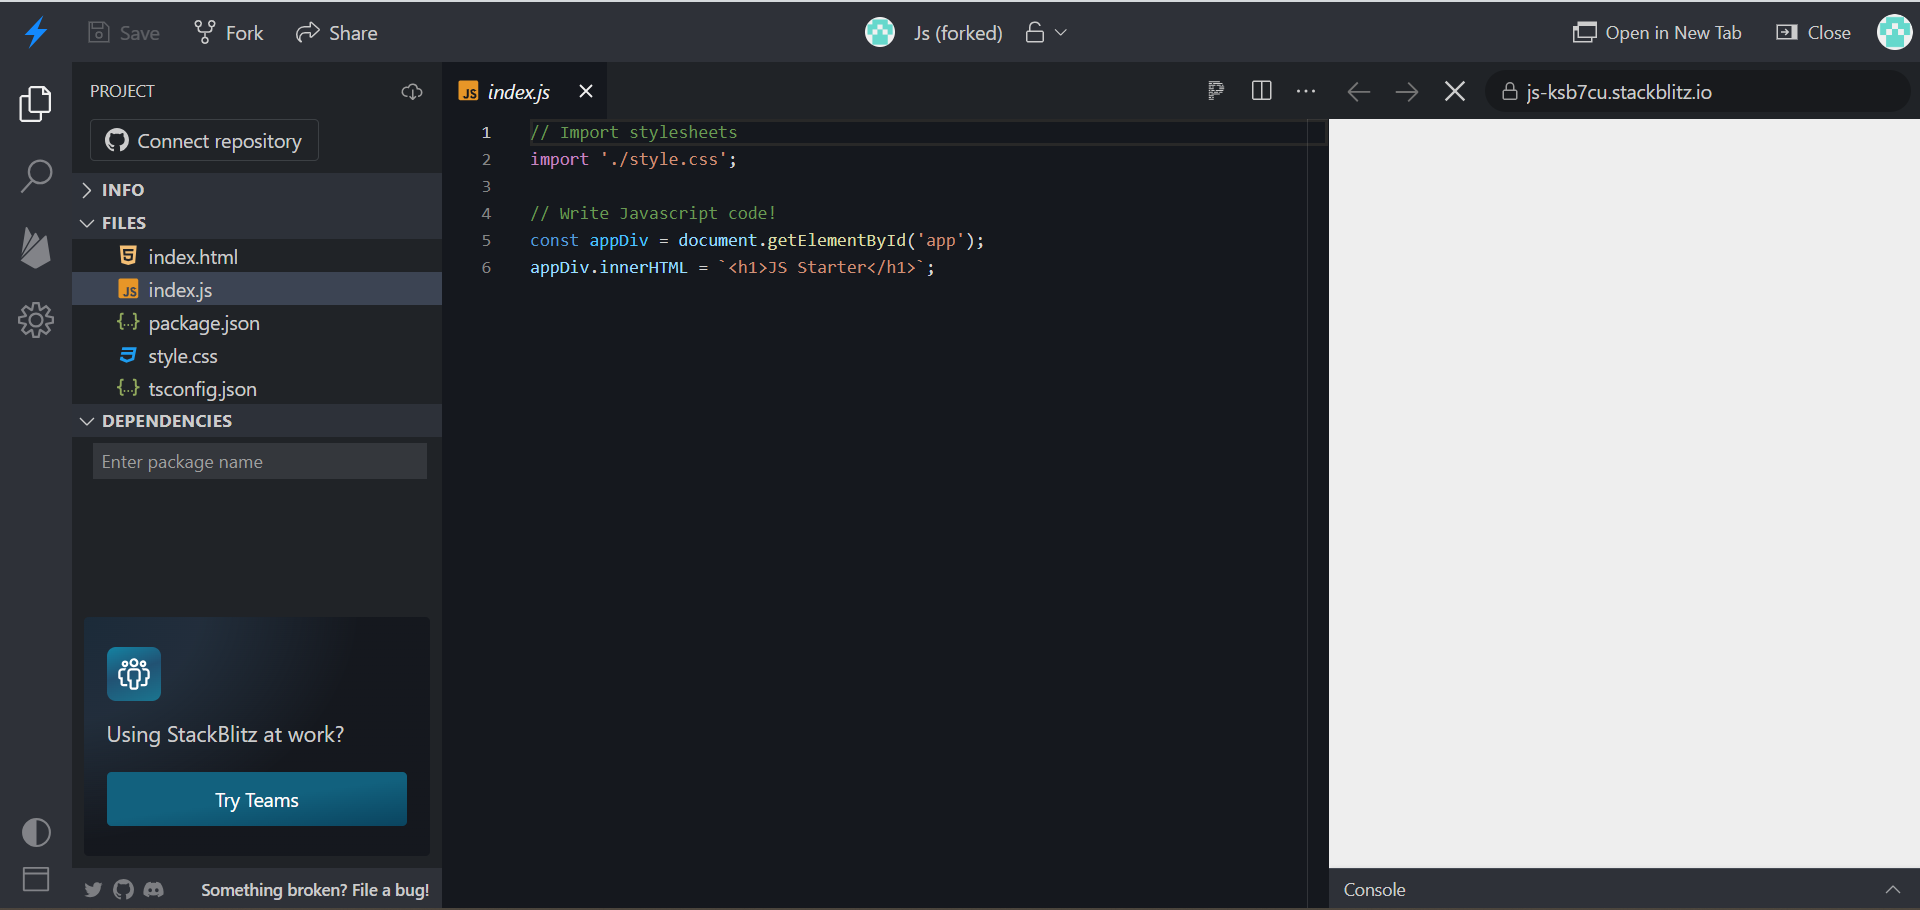 Save Fork Share Js (forked) Open in New Tab Close
PROJECT
Connect repository
INFO
FILES
index.html
index.js
package.json
style.css
tsconfig.json
DEPENDENCIES
Enter package name
Using StackBlitz at work?
Try Teams
Something broken? File a bug!
JS index.js
1 // Import stylesheets
2 import './style.css';
3
4 // Write Javascript code!
5 const appDiv = document.getElementById('app');
6 appDiv.innerHTML = `<h1>JS Starter</h1>`;
js-ksb7cu.stackblitz.io
Console